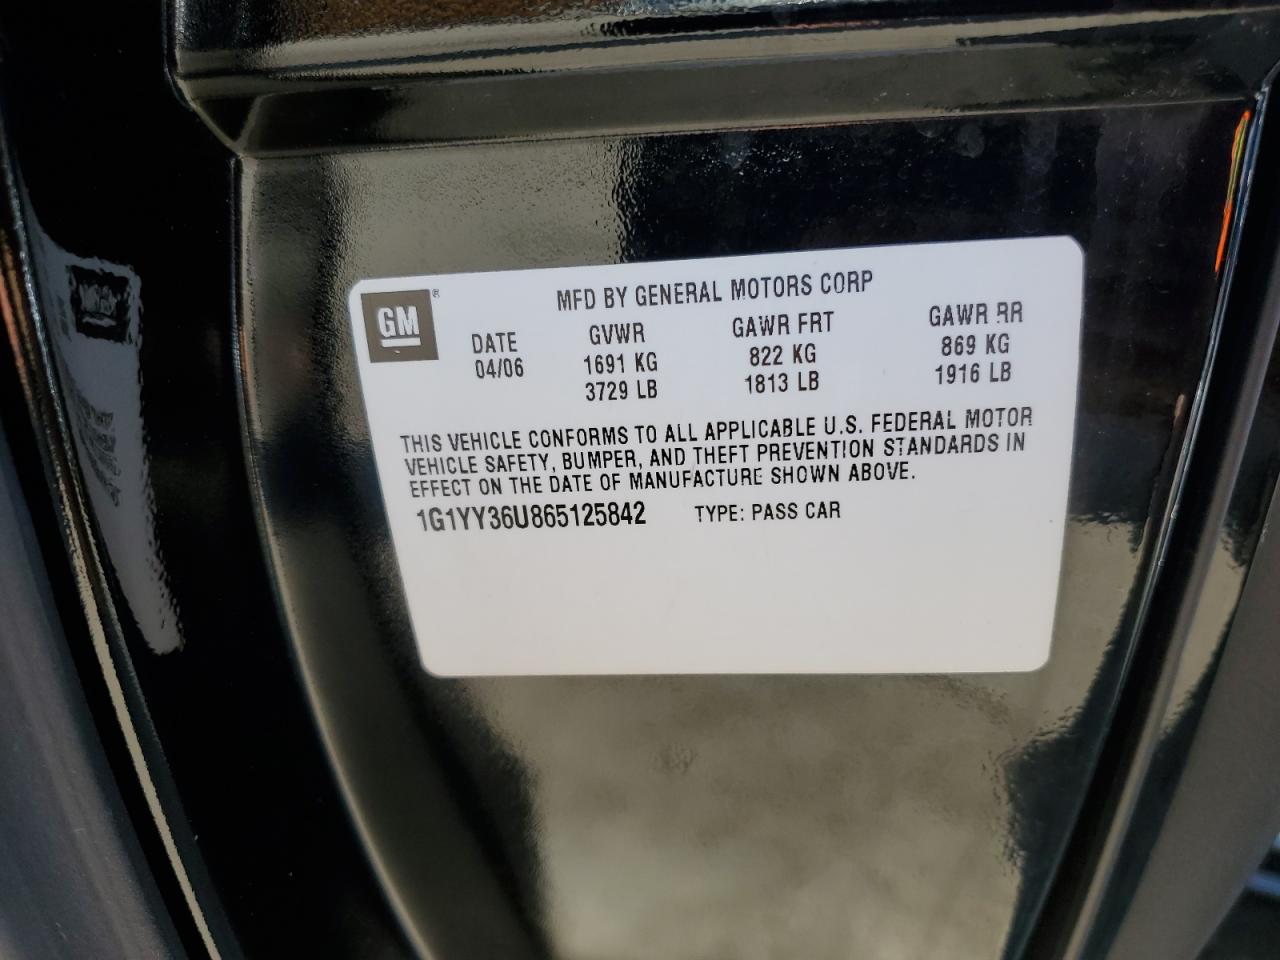 GM®
MFD BY GENERAL MOTORS CORP
DATE GVWR GAWR FRT GAWR RR
04/06 1691 KG 822 KG 869 KG
3729 LB 1813 LB 1916 LB
THIS VEHICLE CONFORMS TO ALL APPLICABLE U.S. FEDERAL MOTOR
VEHICLE SAFETY, BUMPER, AND THEFT PREVENTION STANDARDS IN
EFFECT ON THE DATE OF MANUFACTURE SHOWN ABOVE.
1G1YY36U865125842 TYPE: PASS CAR